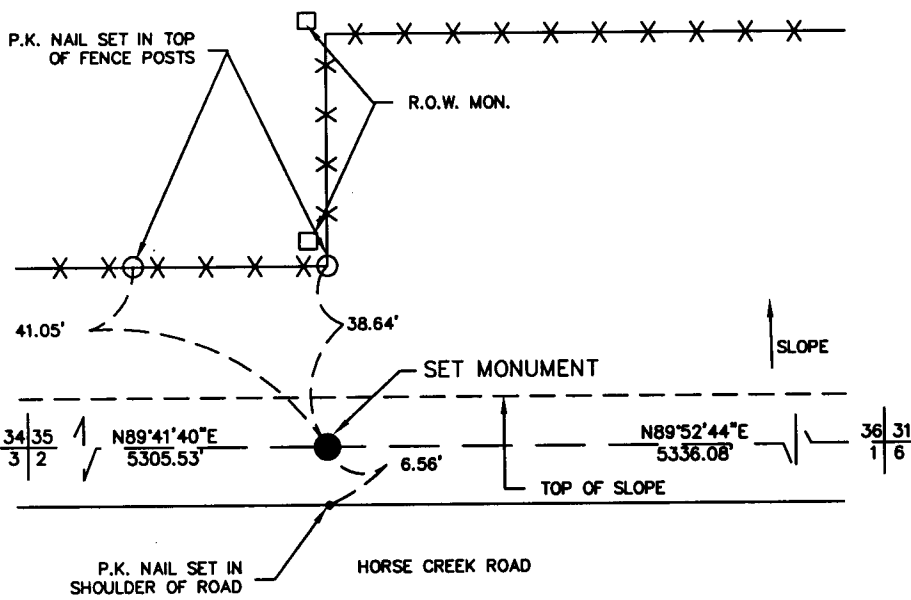 P.K. NAIL SET IN TOP
OF FENCE POSTS
R.O.W. MON.
41.05'
38.64'
SLOPE
SET MONUMENT
34 35
3 2
N89°41'40"E
5305.53'
6.56'
N89°52'44"E
5336.08'
36 31
1 6
TOP OF SLOPE
P.K. NAIL SET IN
SHOULDER OF ROAD
HORSE CREEK ROAD